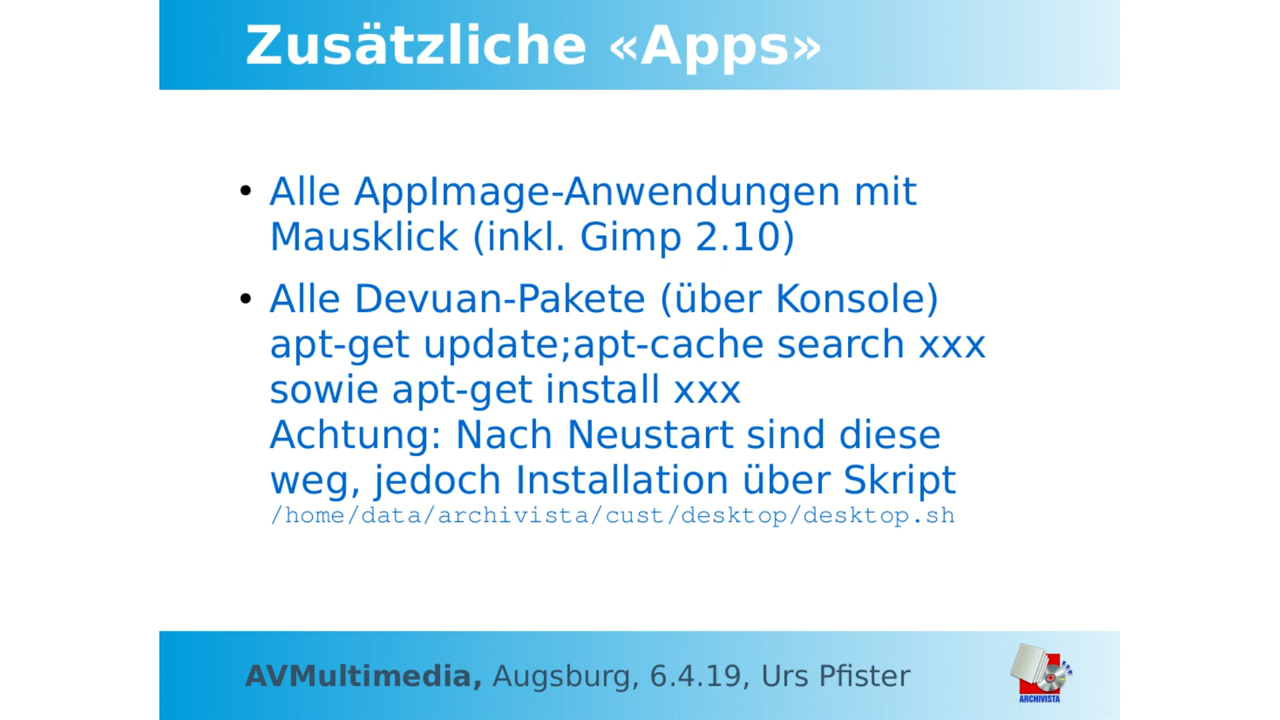 Zusätzliche «Apps»
• Alle AppImage-Anwendungen mit
Mausklick (inkl. Gimp 2.10)
• Alle Devuan-Pakete (über Konsole)
apt-get update;apt-cache search xxx
sowie apt-get install xxx
Achtung: Nach Neustart sind diese
weg, jedoch Installation über Skript
/home/data/archivista/cust/desktop/desktop.sh
AVMultimedia, Augsburg, 6.4.19, Urs Pfister
ARCHIVISTA